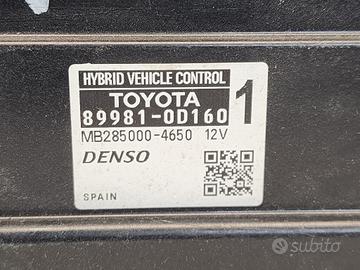 HYBRID VEHICLE CONTROL
TOYOTA
89981-0D160
1
MB285000-4650 12V
DENSO
SPAIN
subito